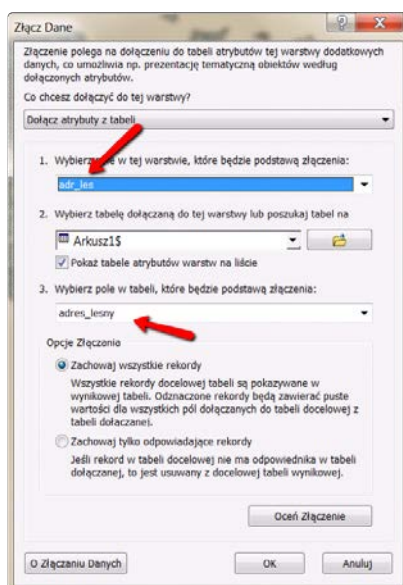 Złącz Dane
Złączenie polega na dołączeniu do tabeli atrybutów tej warstwy dodatkowych
danych, co umożliwia np. prezentację tematyczną obiektów według
dołączonych atrybutów.
Co chcesz dołączyć do tej warstwy?
Dołącz atrybuty z tabeli
1. Wybierz pole w tej warstwie, które będzie podstawą złączenia:
adr_les
2. Wybierz tabelę dołączaną do tej warstwy lub poszukaj tabel na
Arkusz1$
Pokaż tabele atrybutów warstw na liście
3. Wybierz pole w tabeli, które będzie podstawą złączenia:
adres_lesny
Opcje Złączenia
Zachowaj wszystkie rekordy
Wszystkie rekordy docelowej tabeli są pokazywane w
wynikowej tabeli. Odznaczone rekordy będą zawierać puste
wartości dla wszystkich pól dołączanych do tabeli docelowej z
tabeli dołaczanej.
Zachowaj tylko odpowiadające rekordy
Jeśli rekord w tabeli docelowej nie ma odpowiednika w tabeli
dołączanej, to jest usuwany z docelowej tabeli wynikowej.
Oceń Złączenie
O Złączaniu Danych
OK
Anuluj